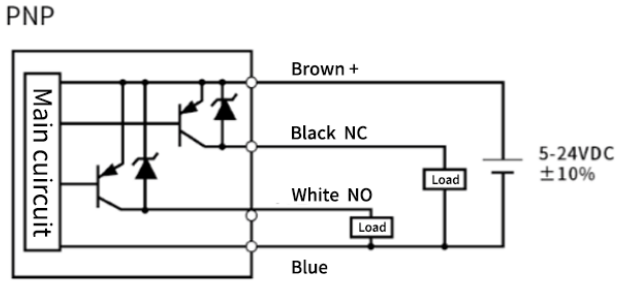 PNP
Main cuircuit
Brown +
Black NC
Load
5-24VDC
±10%
White NO
Load
Blue